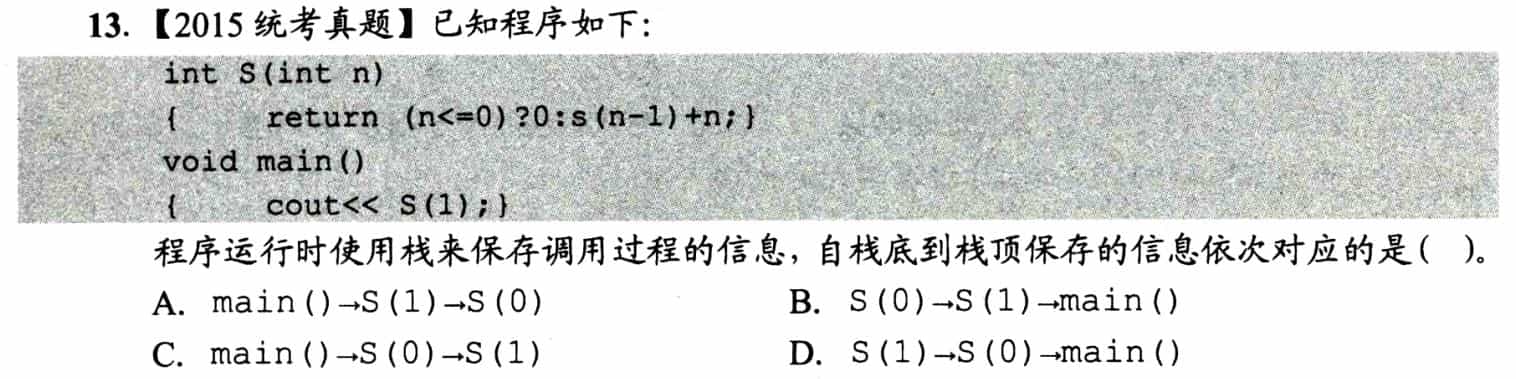 13.【2015 统考真题】已知程序如下:
int S(int n)
{ return (n<=0)?0:s(n-1)+n;}
void main()
{ cout<< S(1);}
程序运行时使用栈来保存调用过程的信息，自栈底到栈顶保存的信息依次对应的是( )。
A. main()→S(1)→S(0) B. S(0)→S(1)→main()
C. main()→S(0)→S(1) D. S(1)→S(0)→main()